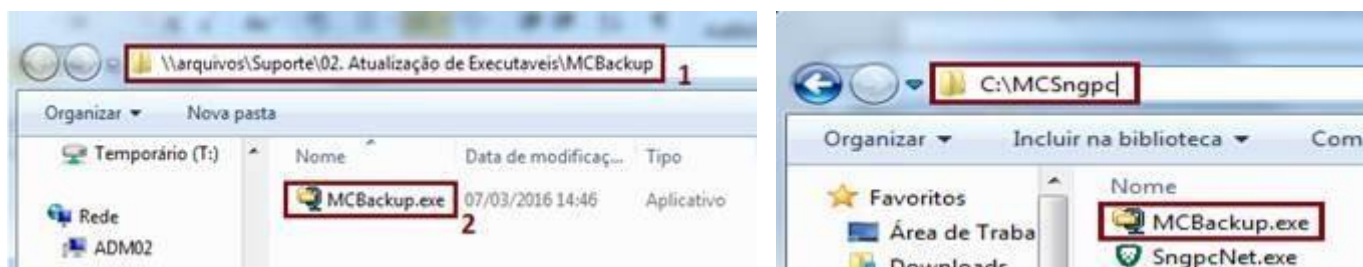 \\arquivos\Suporte\02. Atualização de Executaveis\MCBackup
1
Organizar
Nova pasta
Temporário (T:)
Nome
Data de modificaç...
Tipo
MCBackup.exe
07/03/2016 14:46
Aplicativo
2
Rede
ADM02
C:\MCSngpc
Organizar
Incluir na biblioteca
Com
Nome
Favoritos
MCBackup.exe
Área de Traba
SngpcNet.exe
Downloads